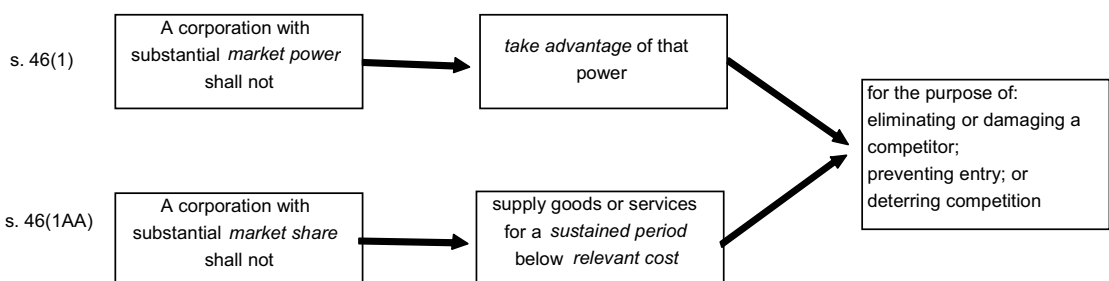 s. 46(1)
A corporation with
substantial market power
shall not
take advantage of that
power
for the purpose of:
eliminating or damaging a
competitor;
preventing entry; or
deterring competition
s. 46(1AA)
A corporation with
substantial market share
shall not
supply goods or services
for a sustained period
below relevant cost